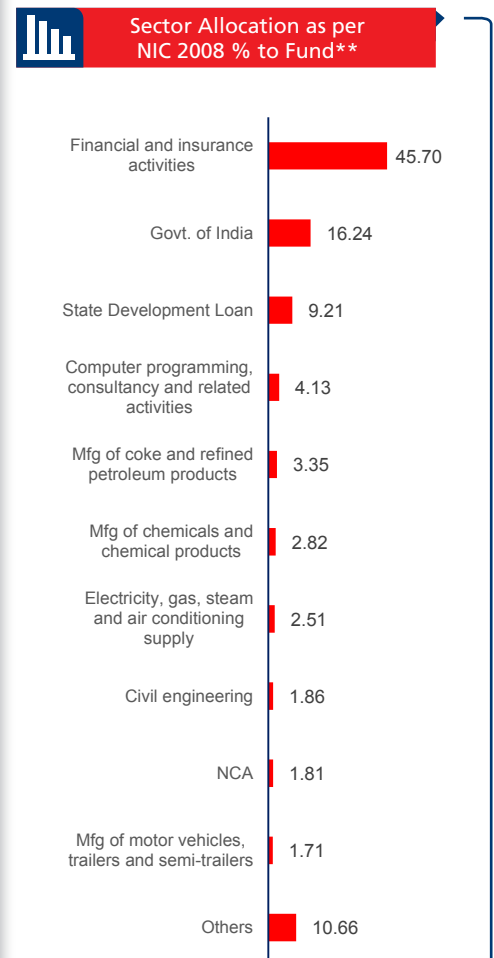 Sector Allocation as per
NIC 2008 % to Fund**
Financial and insurance
activities
45.70
Govt. of India
16.24
State Development Loan
9.21
Computer programming,
consultancy and related
activities
4.13
Mfg of coke and refined
petroleum products
3.35
Mfg of chemicals and
chemical products
2.82
Electricity, gas, steam
and air conditioning
supply
2.51
Civil engineering
1.86
NCA
1.81
Mfg of motor vehicles,
trailers and semi-trailers
1.71
Others
10.66